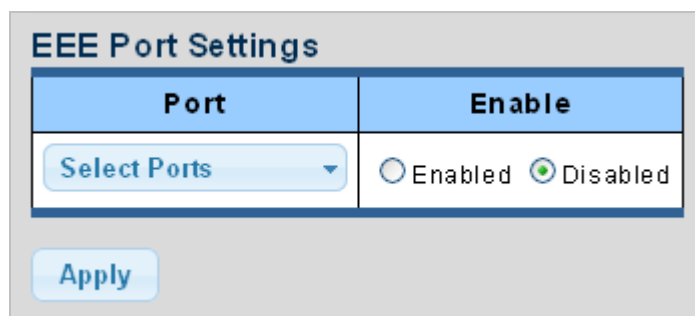 EEE Port Settings
Port Enable
Select Ports Enabled Disabled
Apply